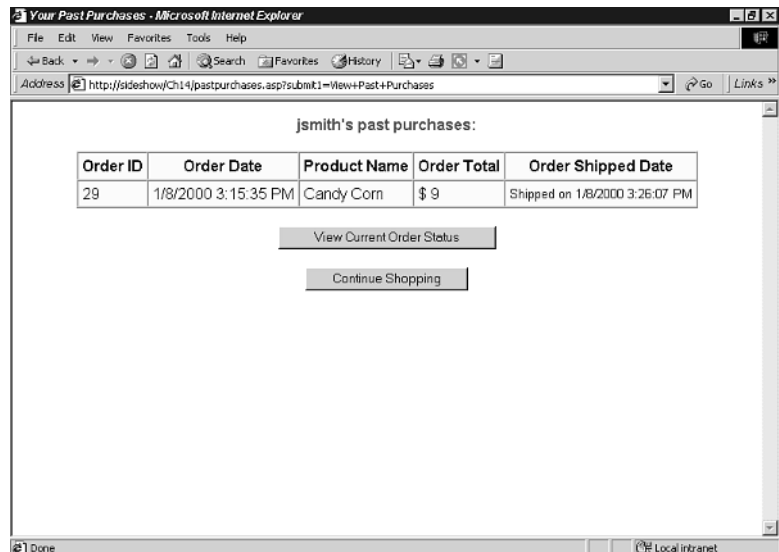 Your Past Purchases - Microsoft Internet Explorer
File Edit View Favorites Tools Help
Back Search Favorites History
Address http://sideshow/Ch14/pastpurchases.asp?submit1=View+Past+Purchases Go Links »
jsmith's past purchases:
Order ID Order Date Product Name Order Total Order Shipped Date
29 1/8/2000 3:15:35 PM Candy Corn $ 9 Shipped on 1/8/2000 3:26:07 PM
View Current Order Status
Continue Shopping
Done Local intranet